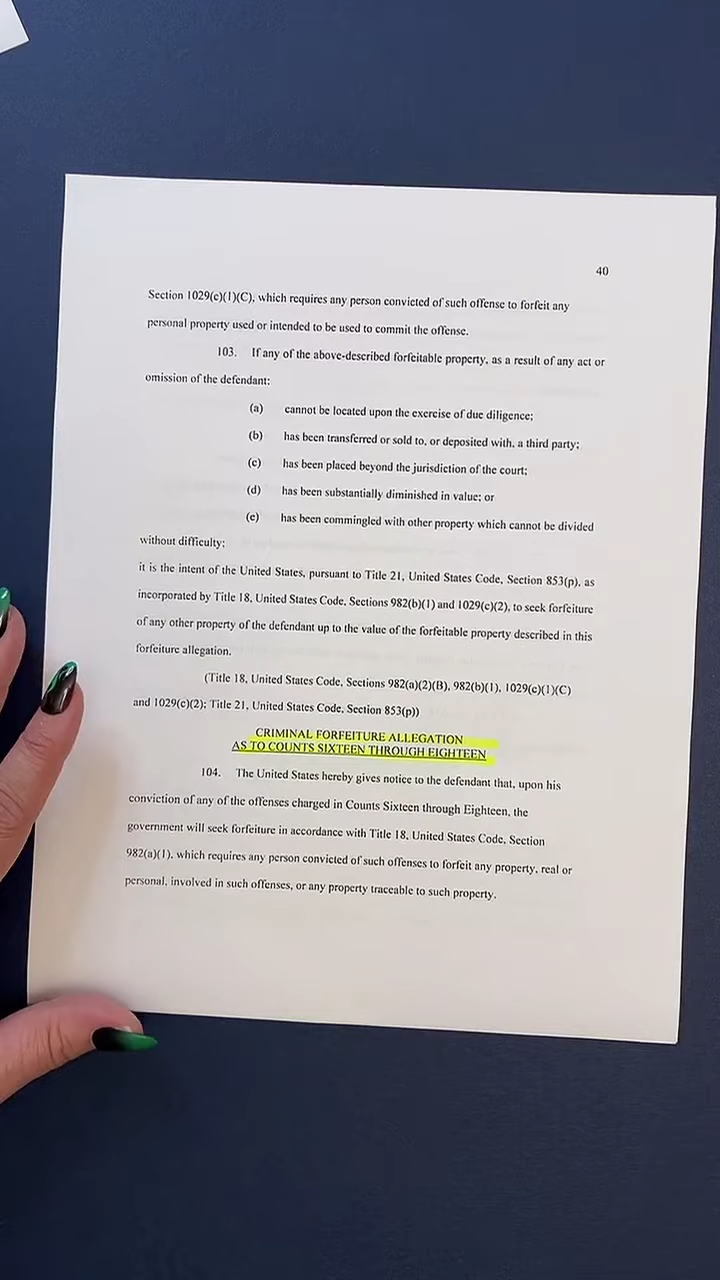 40
Section 1029(c)(1)(C), which requires any person convicted of such offense to forfeit any
personal property used or intended to be used to commit the offense.
103. If any of the above-described forfeitable property, as a result of any act or
omission of the defendant:
(a) cannot be located upon the exercise of due diligence;
(b) has been transferred or sold to, or deposited with, a third party;
(c) has been placed beyond the jurisdiction of the court;
(d) has been substantially diminished in value; or
(e) has been commingled with other property which cannot be divided
without difficulty;
it is the intent of the United States, pursuant to Title 21, United States Code, Section 853(p), as
incorporated by Title 18, United States Code, Sections 982(b)(1) and 1029(c)(2), to seek forfeiture
of any other property of the defendant up to the value of the forfeitable property described in this
forfeiture allegation.
(Title 18, United States Code, Sections 982(a)(2)(B), 982(b)(1), 1029(c)(1)(C)
and 1029(c)(2); Title 21, United States Code, Section 853(p))
CRIMINAL FORFEITURE ALLEGATION
AS TO COUNTS SIXTEEN THROUGH EIGHTEEN
104. The United States hereby gives notice to the defendant that, upon his
conviction of any of the offenses charged in Counts Sixteen through Eighteen, the
government will seek forfeiture in accordance with Title 18, United States Code, Section
982(a)(1), which requires any person convicted of such offenses to forfeit any property, real or
personal, involved in such offenses, or any property traceable to such property.